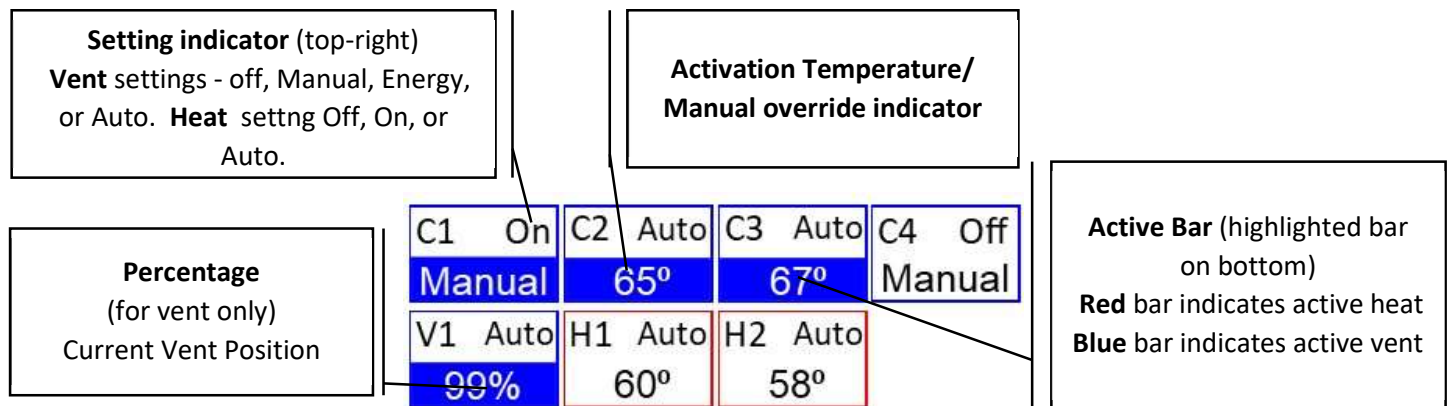 Setting indicator (top-right)
Vent settings - off, Manual, Energy,
or Auto. Heat settng Off, On, or
Auto.
Activation Temperature/
Manual override indicator
Percentage
(for vent only)
Current Vent Position
C1 On C2 Auto C3 Auto C4 Off
Manual 65º 67º Manual
V1 Auto H1 Auto H2 Auto
99% 60º 58º
Active Bar (highlighted bar
on bottom)
Red bar indicates active heat
Blue bar indicates active vent